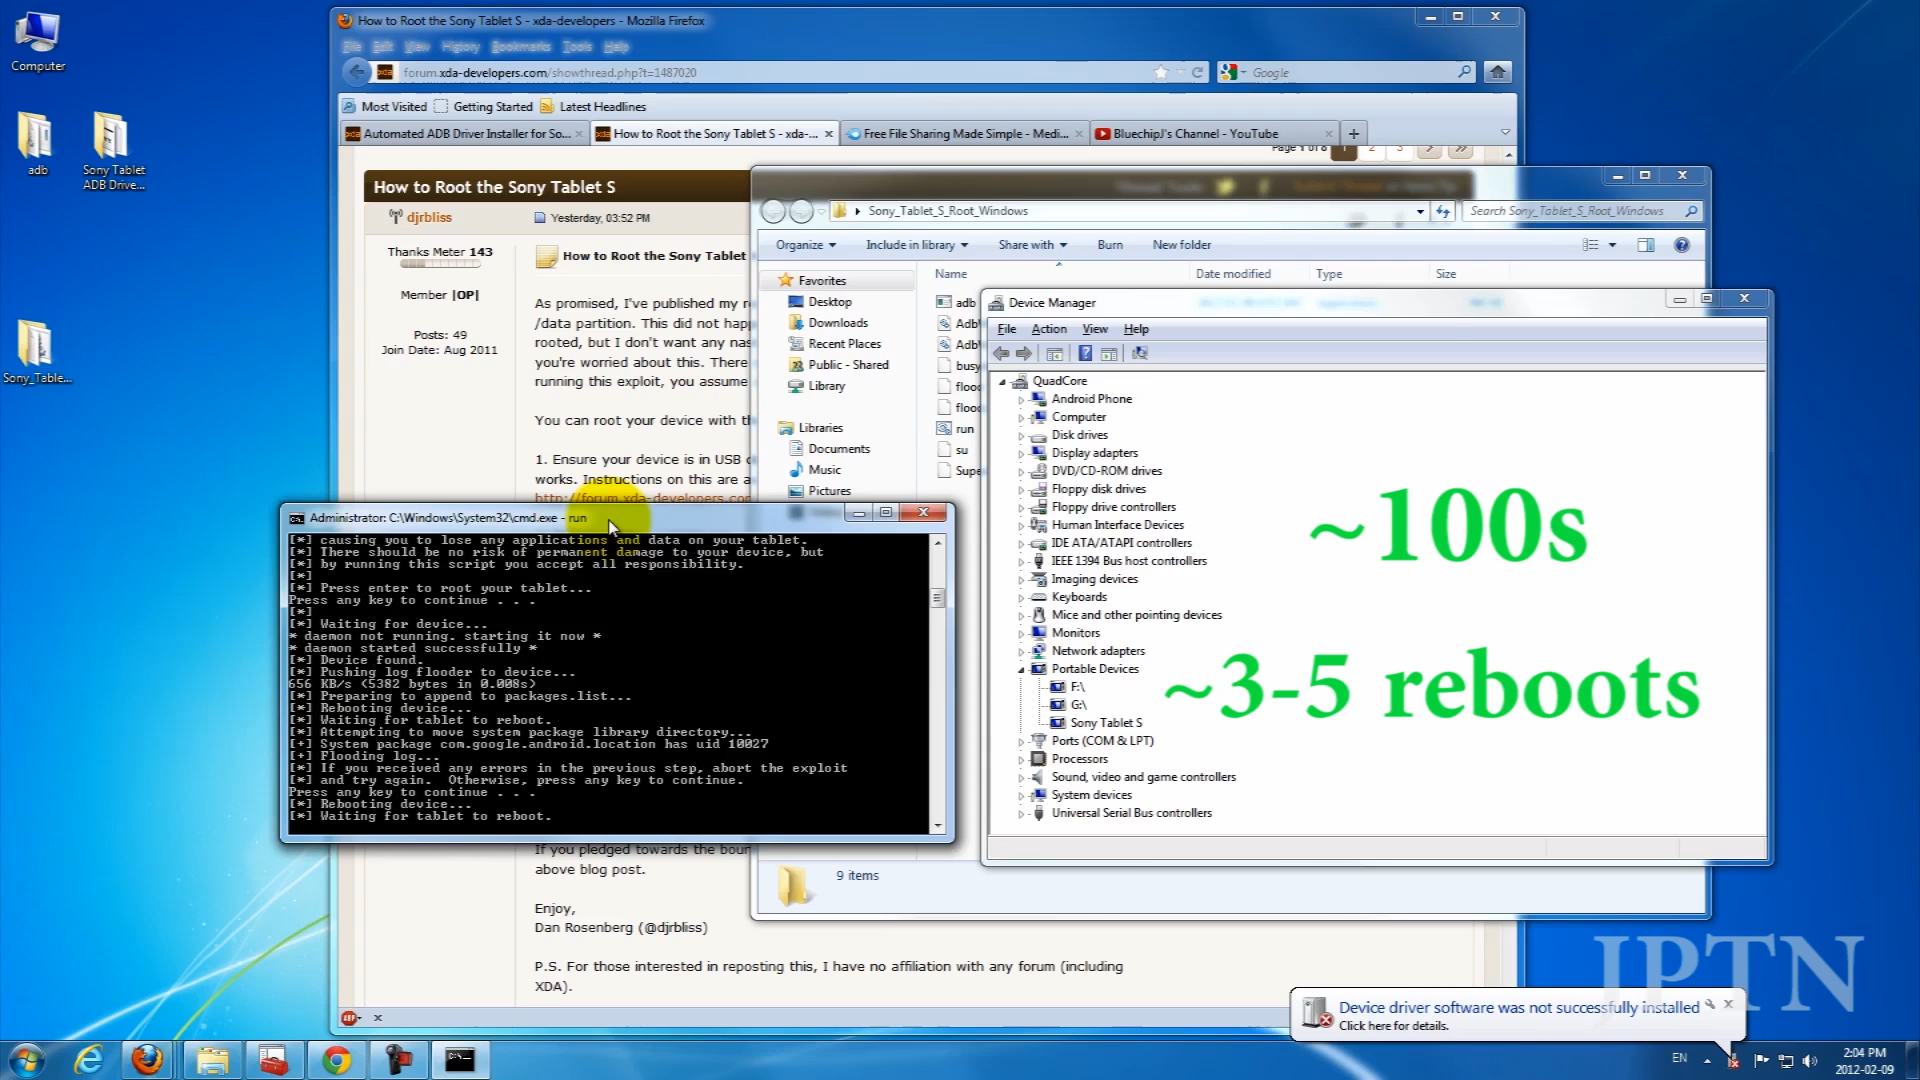 Computer
adb
Sony Tablet
ADB Drive...
Sony_Table...
How to Root the Sony Tablet S - xda-developers - Mozilla Firefox
File Edit View History Bookmarks Tools Help
forum.xda-developers.com/showthread.php?t=1487020
Google
Most Visited Getting Started Latest Headlines
Automated ADB Driver Installer for So...
How to Root the Sony Tablet S - xda-...
Free File Sharing Made Simple - Medi...
BluechipJ's Channel - YouTube
Page 1 of 8 1 2 3
How to Root the Sony Tablet S
djrbliss
Yesterday, 03:52 PM
Thanks Meter 143
Member |OP|
Posts: 49
Join Date: Aug 2011
How to Root the Sony Tablet
As promised, I've published my
/data partition. This did not
rooted, but I don't want any
you're worried about this. There
running this exploit, you assume
You can root your device with
1. Ensure your device is in USB
works. Instructions on this are
http://forum.xda-developers.com
If you pledged towards the
above blog post.
Enjoy,
Dan Rosenberg (@djrbliss)
P.S. For those interested in reposting this, I have no affiliation with any forum (including
XDA).
Sony_Tablet_S_Root_Windows
Search Sony_Tablet_S_Root_Windows
Organize Include in library Share with Burn New folder
Favorites
Desktop
Downloads
Recent Places
Public - Shared
Library
Libraries
Documents
Music
Pictures
Name Date modified Type Size
adb
run
su
9 items
Device Manager
File Action View Help
QuadCore
Android Phone
Computer
Disk drives
Display adapters
DVD/CD-ROM drives
Floppy disk drives
Floppy drive controllers
Human Interface Devices
IDE ATA/ATAPI controllers
IEEE 1394 Bus host controllers
Imaging devices
Keyboards
Mice and other pointing devices
Monitors
Network adapters
Portable Devices
F:\
G:\
Sony Tablet S
Ports (COM & LPT)
Processors
Sound, video and game controllers
System devices
Universal Serial Bus controllers
~100s
~3-5 reboots
Administrator: C:\Windows\System32\cmd.exe - run
[*] causing you to lose any applications and data on your tablet.
[*] There should be no risk of permanent damage to your device, but
[*] by running this script you accept all responsibility.
[*]
[*] Press enter to root your tablet...
Press any key to continue . . .
[*]
[*] Waiting for device...
* daemon not running. starting it now *
* daemon started successfully *
[*] Device found.
[*] Pushing log flooder to device...
656 KB/s (5382 bytes in 0.008s)
[*] Preparing to append to packages.list...
[*] Rebooting device...
[*] Waiting for tablet to reboot.
[*] Attempting to move system package library directory...
[+] System package com.google.android.location has uid 10027
[+] Flooding log...
[*] If you received any errors in the previous step, abort the exploit
[*] and try again.  Otherwise, press any key to continue.
Press any key to continue . . .
[*] Rebooting device...
[*] Waiting for tablet to reboot.
JPTN
Device driver software was not successfully installed
Click here for details.
EN
2:04 PM
2012-02-09